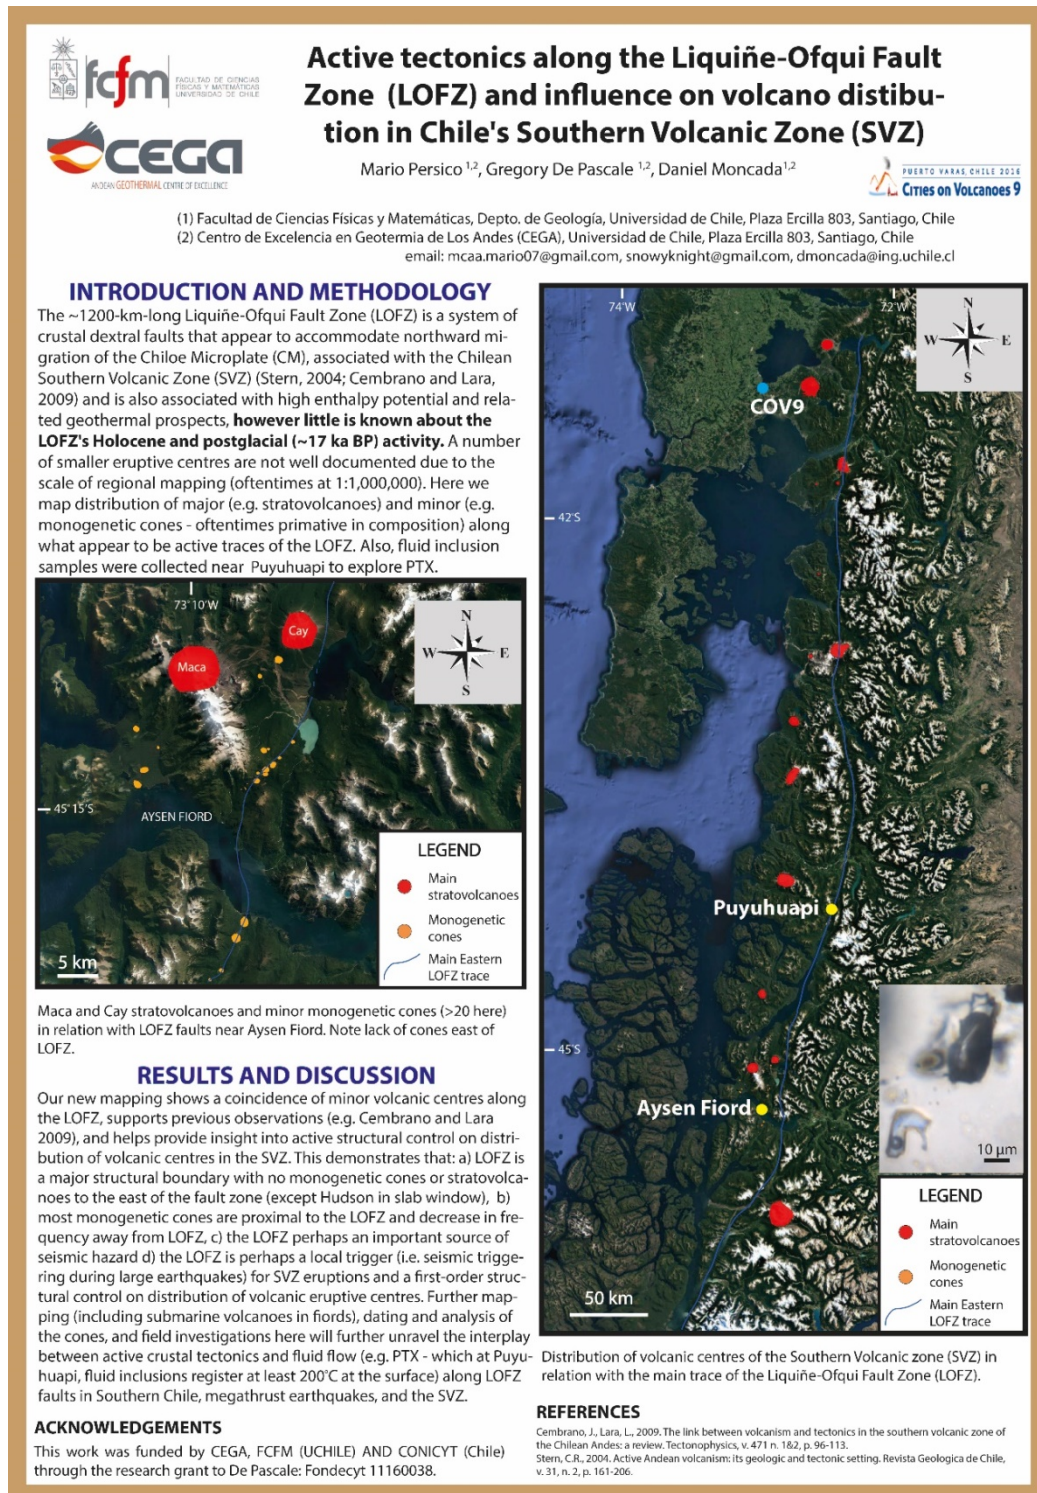 fcfm
FACULTAD DE CIENCIAS
FÍSICAS Y MATEMÁTICAS
UNIVERSIDAD DE CHILE
CEGA
ANDEAN GEOTHERMAL CENTRE OF EXCELLENCE
Active tectonics along the Liquiñe-Ofqui Fault
Zone (LOFZ) and influence on volcano distibu-
tion in Chile's Southern Volcanic Zone (SVZ)
Mario Persico 1,2, Gregory De Pascale 1,2, Daniel Moncada1,2
PUERTO VARAS, CHILE 2016
CITIES ON VOLCANOES 9
(1) Facultad de Ciencias Físicas y Matemáticas, Depto. de Geología, Universidad de Chile, Plaza Ercilla 803, Santiago, Chile
(2) Centro de Excelencia en Geotermia de Los Andes (CEGA), Universidad de Chile, Plaza Ercilla 803, Santiago, Chile
email: mcaa.mario07@gmail.com, snowyknight@gmail.com, dmoncada@ing.uchile.cl
INTRODUCTION AND METHODOLOGY
The ~1200-km-long Liquiñe-Ofqui Fault Zone (LOFZ) is a system of
crustal dextral faults that appear to accommodate northward mi-
gration of the Chiloe Microplate (CM), associated with the Chilean
Southern Volcanic Zone (SVZ) (Stern, 2004; Cembrano and Lara,
2009) and is also associated with high enthalpy potential and rela-
ted geothermal prospects, however little is known about the
LOFZ's Holocene and postglacial (~17 ka BP) activity. A number
of smaller eruptive centres are not well documented due to the
scale of regional mapping (oftentimes at 1:1,000,000). Here we
map distribution of major (e.g. stratovolcanoes) and minor (e.g.
monogenetic cones - oftentimes primative in composition) along
what appear to be active traces of the LOFZ. Also, fluid inclusion
samples were collected near Puyuhuapi to explore PTX.
73°10'W
N
W E
S
Cay
Maca
45°15'S
AYSEN FIORD
LEGEND
Main
stratovolcanoes
Monogenetic
cones
Main Eastern
LOFZ trace
5 km
Maca and Cay stratovolcanoes and minor monogenetic cones (>20 here)
in relation with LOFZ faults near Aysen Fiord. Note lack of cones east of
LOFZ.
RESULTS AND DISCUSSION
Our new mapping shows a coincidence of minor volcanic centres along
the LOFZ, supports previous observations (e.g. Cembrano and Lara
2009), and helps provide insight into active structural control on distri-
bution of volcanic centres in the SVZ. This demonstrates that: a) LOFZ is
a major structural boundary with no monogenetic cones or stratovolca-
noes to the east of the fault zone (except Hudson in slab window), b)
most monogenetic cones are proximal to the LOFZ and decrease in fre-
quency away from LOFZ, c) the LOFZ perhaps an important source of
seismic hazard d) the LOFZ is perhaps a local trigger (i.e. seismic trigge-
ring during large earthquakes) for SVZ eruptions and a first-order struc-
tural control on distribution of volcanic eruptive centres. Further map-
ping (including submarine volcanoes in fiords), dating and analysis of
the cones, and field investigations here will further unravel the interplay
between active crustal tectonics and fluid flow (e.g. PTX - which at Puyu-
huapi, fluid inclusions register at least 200°C at the surface) along LOFZ
faults in Southern Chile, megathrust earthquakes, and the SVZ.
ACKNOWLEDGEMENTS
This work was funded by CEGA, FCFM (UCHILE) AND CONICYT (Chile)
through the research grant to De Pascale: Fondecyt 11160038.
74°W
72°W
N
W E
S
COV9
42°S
Puyuhuapi
45°S
Aysen Fiord
10 µm
LEGEND
Main
stratovolcanoes
Monogenetic
cones
Main Eastern
LOFZ trace
50 km
Distribution of volcanic centres of the Southern Volcanic zone (SVZ) in
relation with the main trace of the Liquiñe-Ofqui Fault Zone (LOFZ).
REFERENCES
Cembrano, J., Lara, L., 2009. The link between volcanism and tectonics in the southern volcanic zone of
the Chilean Andes: a review. Tectonophysics, v. 471 n. 1&2, p. 96-113.
Stern, C.R., 2004. Active Andean volcanism: its geologic and tectonic setting. Revista Geologica de Chile,
v. 31, n. 2, p. 161-206.